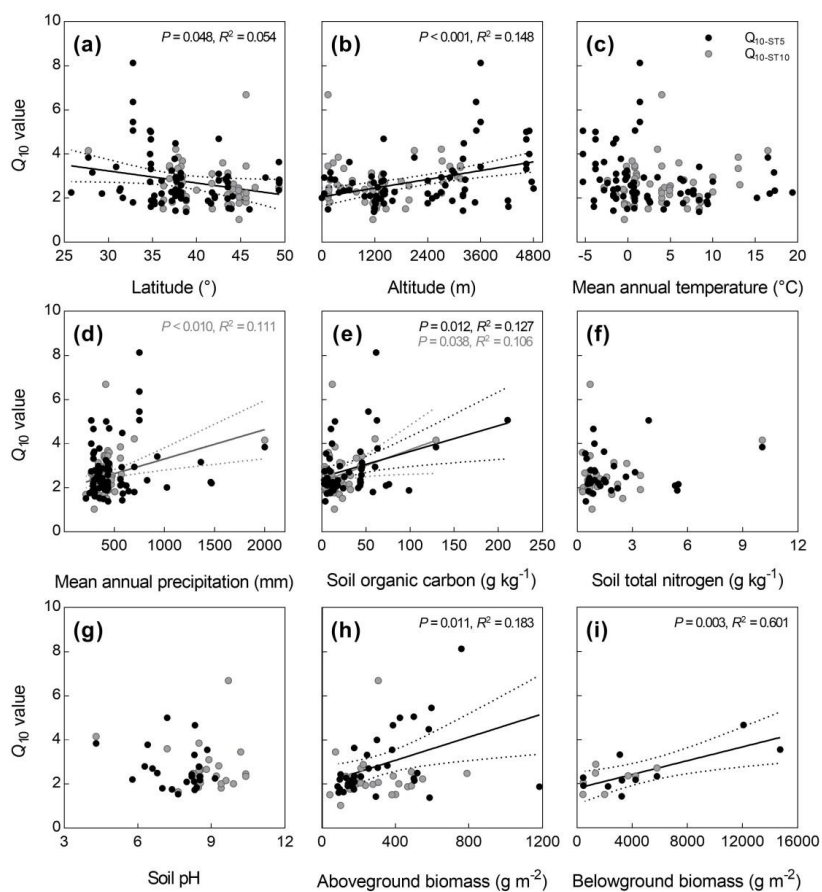 (a) P = 0.048, R² = 0.054
(b) P < 0.001, R² = 0.148
(c) Q10-ST5
Q10-ST10
10
8
6
4
2
0
Q10 value
25 30 35 40 45 50
0 1200 2400 3600 4800
-5 0 5 10 15 20
Latitude (°)
Altitude (m)
Mean annual temperature (°C)
(d) P < 0.010, R² = 0.111
(e) P = 0.012, R² = 0.127
P = 0.038, R² = 0.106
(f)
10
8
6
4
2
0
Q10 value
500 1000 1500 2000
0 50 100 150 200 250
0 3 6 9 12
Mean annual precipitation (mm)
Soil organic carbon (g kg⁻¹)
Soil total nitrogen (g kg⁻¹)
(g)
(h) P = 0.011, R² = 0.183
(i) P = 0.003, R² = 0.601
10
8
6
4
2
0
Q10 value
3 6 9 12
0 400 800 1200
0 4000 8000 12000 16000
Soil pH
Aboveground biomass (g m⁻²)
Belowground biomass (g m⁻²)